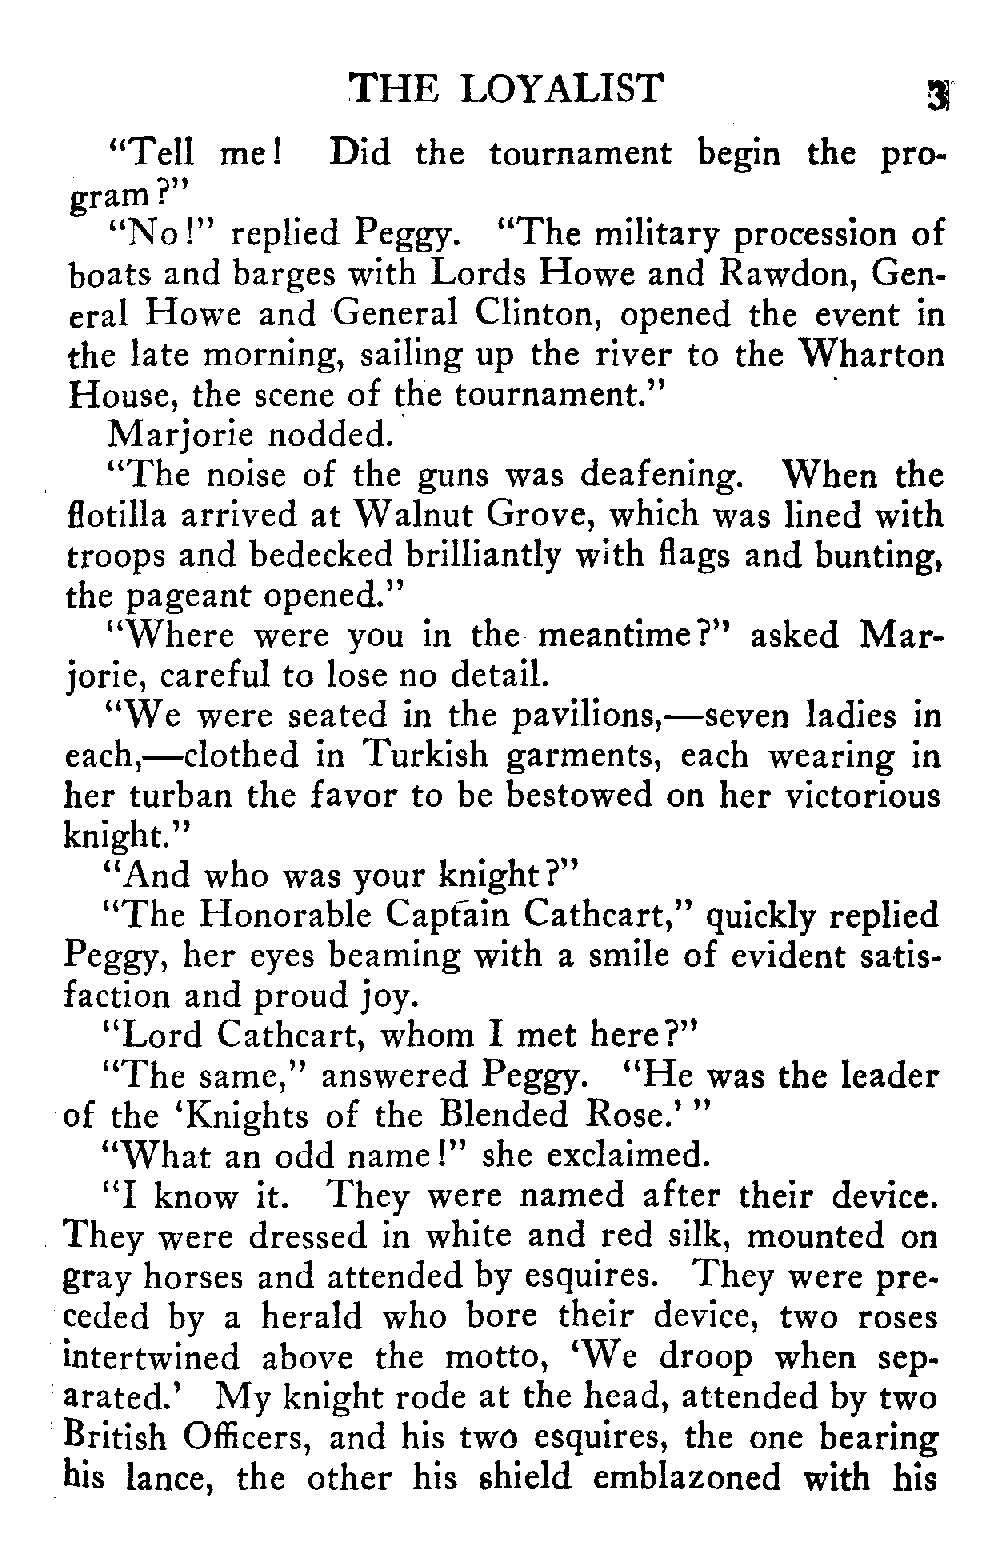 THE LOYALIST 3
"Tell me! Did the tournament begin the pro-
gram?"
"No!" replied Peggy. "The military procession of
boats and barges with Lords Howe and Rawdon, Gen-
eral Howe and General Clinton, opened the event in
the late morning, sailing up the river to the Wharton
House, the scene of the tournament."
Marjorie nodded.
"The noise of the guns was deafening. When the
flotilla arrived at Walnut Grove, which was lined with
troops and bedecked brilliantly with flags and bunting,
the pageant opened."
"Where were you in the meantime?" asked Mar-
jorie, careful to lose no detail.
"We were seated in the pavilions,—seven ladies in
each,—clothed in Turkish garments, each wearing in
her turban the favor to be bestowed on her victorious
knight."
"And who was your knight?"
"The Honorable Captain Cathcart," quickly replied
Peggy, her eyes beaming with a smile of evident satis-
faction and proud joy.
"Lord Cathcart, whom I met here?"
"The same," answered Peggy. "He was the leader
of the 'Knights of the Blended Rose.'"
"What an odd name!" she exclaimed.
"I know it. They were named after their device.
They were dressed in white and red silk, mounted on
gray horses and attended by esquires. They were pre-
ceded by a herald who bore their device, two roses
intertwined above the motto, 'We droop when sep-
arated.' My knight rode at the head, attended by two
British Officers, and his two esquires, the one bearing
his lance, the other his shield emblazoned with his